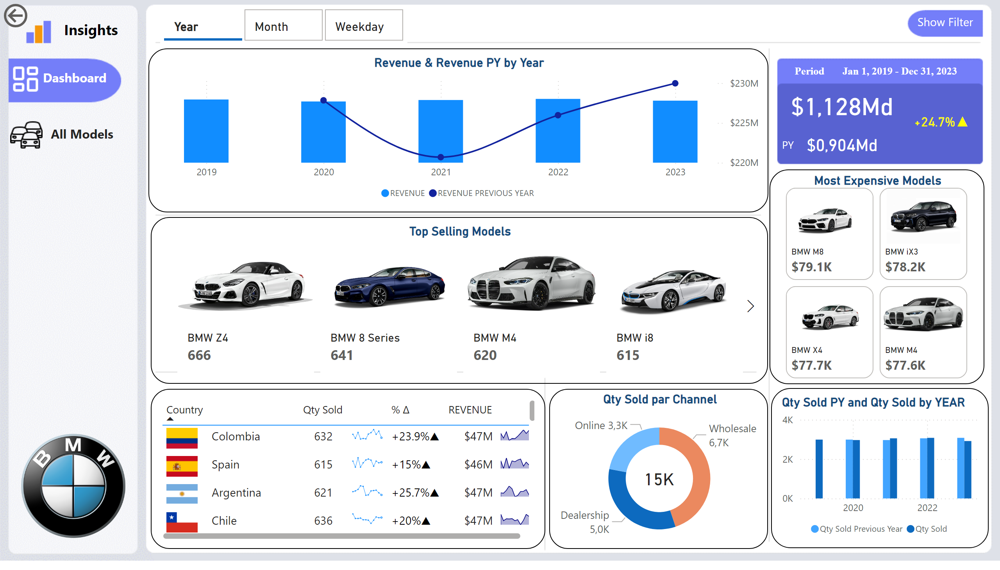 Insights
Dashboard
All Models
B M W
Year
Month
Weekday
Show Filter
Revenue & Revenue PY by Year
$230M
$225M
$220M
2019
2020
2021
2022
2023
REVENUE
REVENUE PREVIOUS YEAR
Period Jan 1, 2019 - Dec 31, 2023
$1,128Md
+24.7%▲
PY $0,904Md
Top Selling Models
BMW Z4
666
BMW 8 Series
641
BMW M4
620
BMW i8
615
Most Expensive Models
BMW M8
$79.1K
BMW iX3
$78.2K
BMW X4
$77.7K
BMW M4
$77.6K
Country Qty Sold % Δ REVENUE
Colombia 632 +23.9%▲ $47M
Spain 615 +15%▲ $46M
Argentina 621 +25.7%▲ $47M
Chile 636 +20%▲ $47M
Qty Sold par Channel
Online 3,3K
Wholesale
6,7K
15K
Dealership
5,0K
Qty Sold PY and Qty Sold by YEAR
4K
2K
0K
2020
2022
Qty Sold Previous Year
Qty Sold